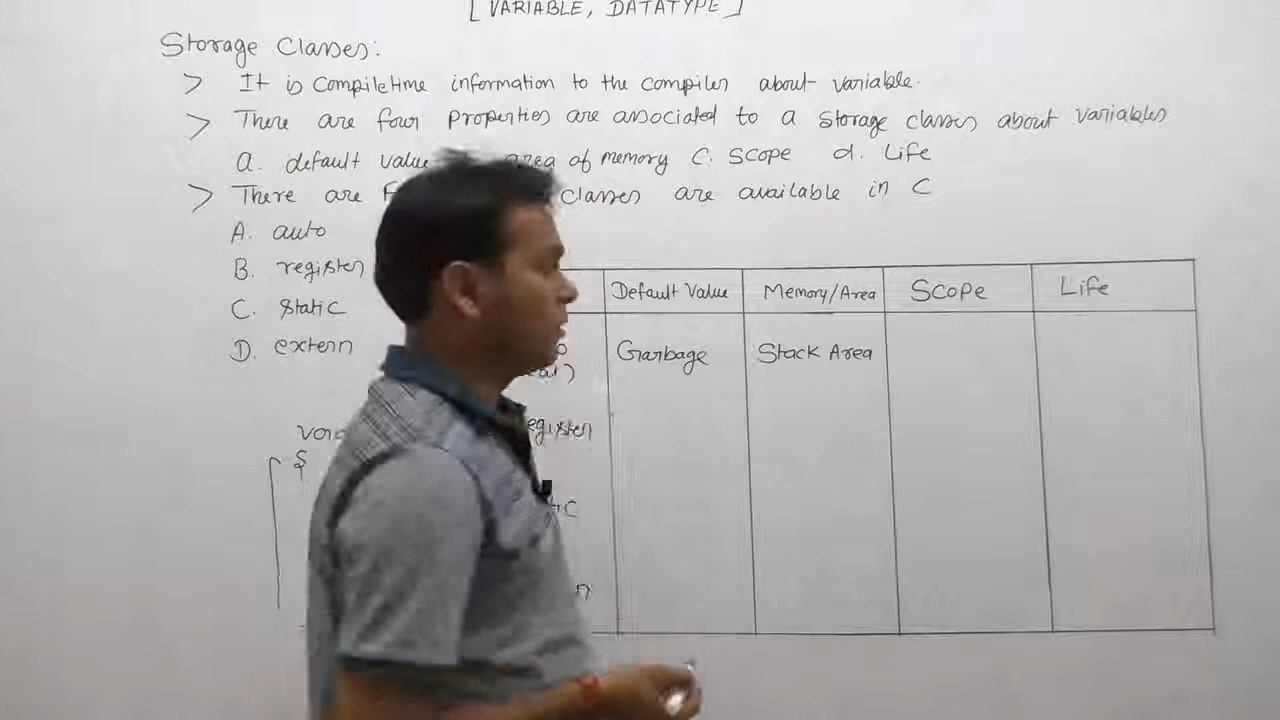 [ VARIABLE, DATATYPE ]
Storage Classes:
> It is Compiletime information to the Compiler about variable.
> There are four properties are associated to a Storage classes about variables
a. default value area of memory C. Scope d. Life
> There are Classes are available in C
A. auto
B. register
C. Static
D. extern
Default Value Memory/Area Scope Life
Garbage Stack Area